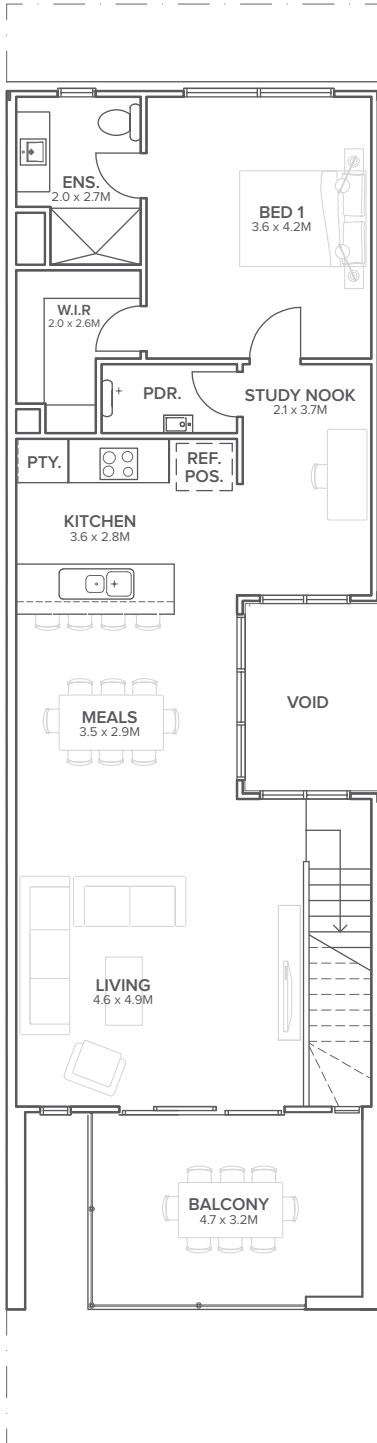 ENS.
2.0 x 2.7M
BED 1
3.6 x 4.2M
W.I.R
2.0 x 2.6M
PDR.
STUDY NOOK
2.1 x 3.7M
PTY.
REF.
POS.
KITCHEN
3.6 x 2.8M
VOID
MEALS
3.5 x 2.9M
LIVING
4.6 x 4.9M
BALCONY
4.7 x 3.2M